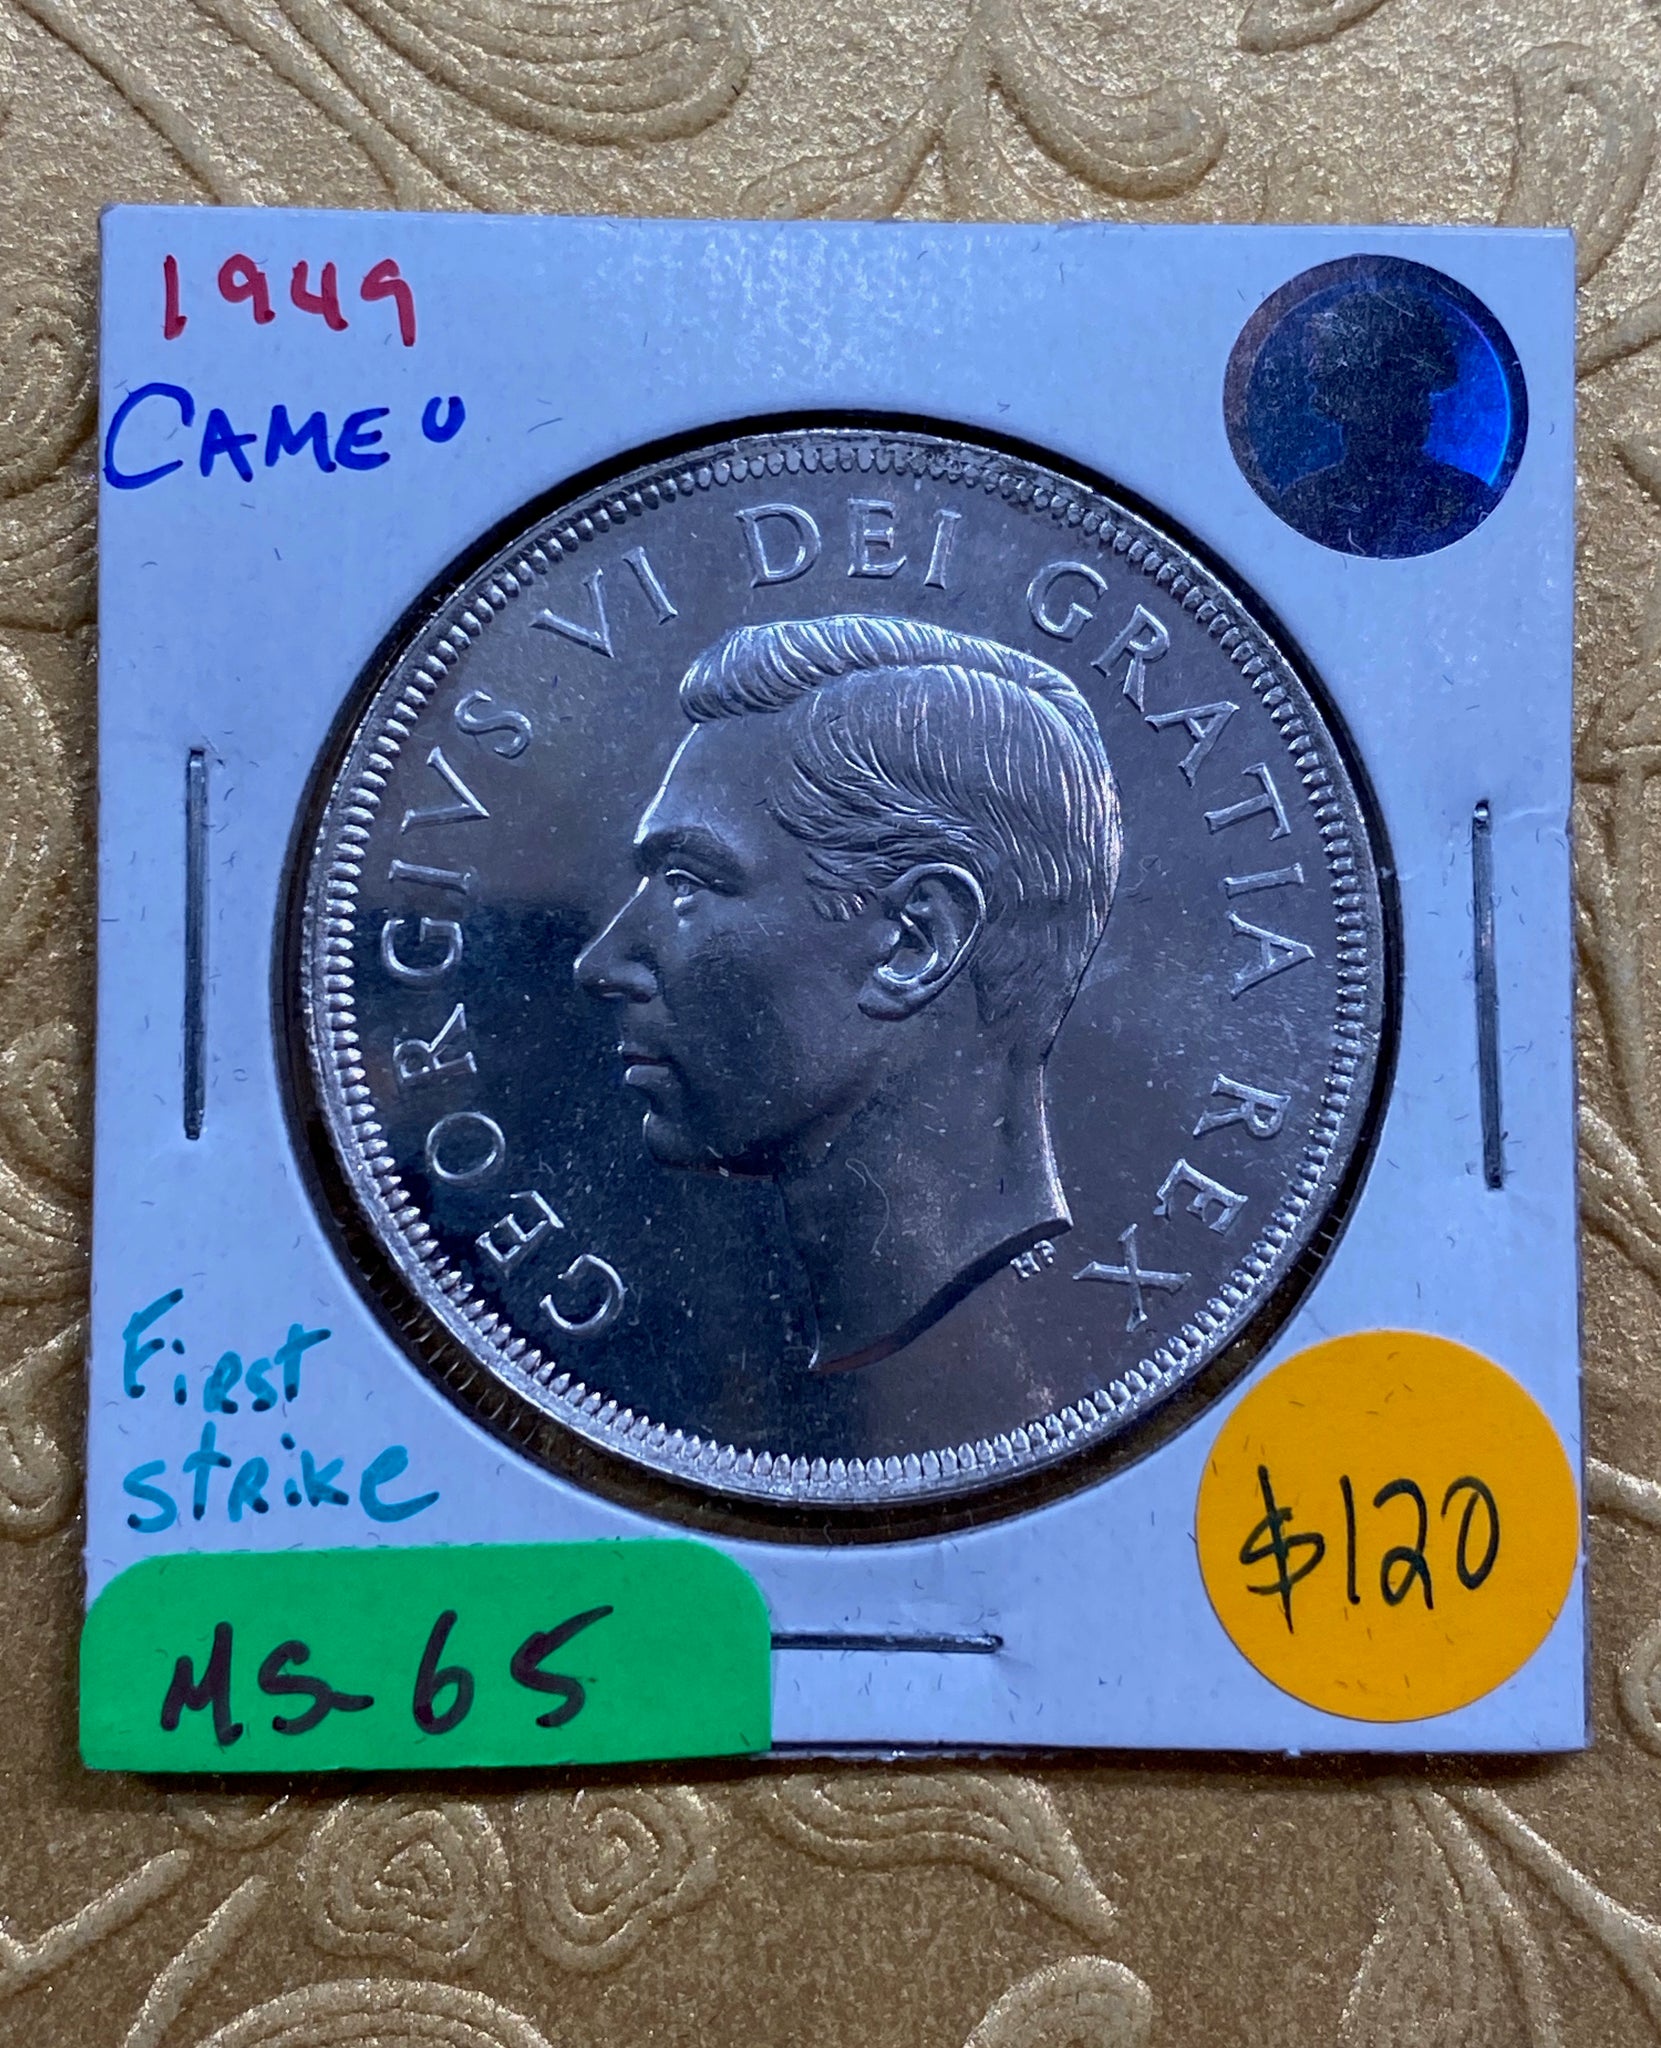 1949
CAMEO
GEORGIVS VI DEI GRATIA REX
HP
First
strike
MS-65
$120